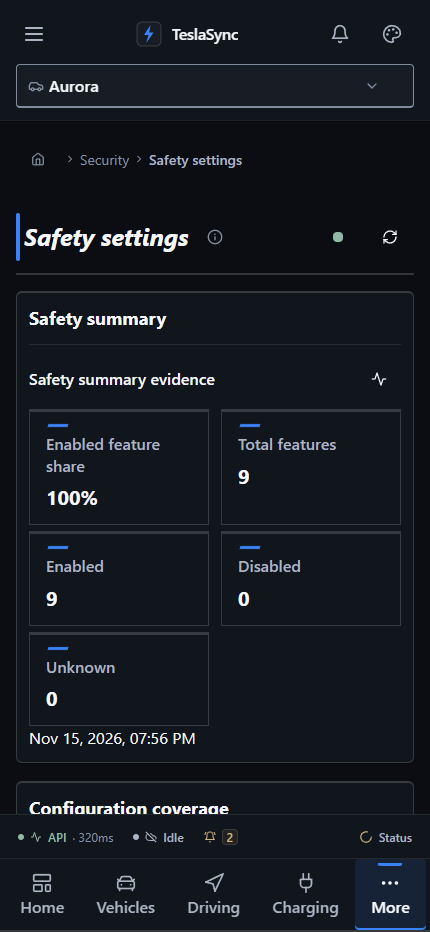 TeslaSync
Aurora
Security
Safety settings
Safety settings
Safety summary
Safety summary evidence
Enabled feature
share
100%
Total features
9
Enabled
9
Disabled
0
Unknown
0
Nov 15, 2026, 07:56 PM
Configuration coverage
API · 320ms
Idle
2
Status
Home
Vehicles
Driving
Charging
More